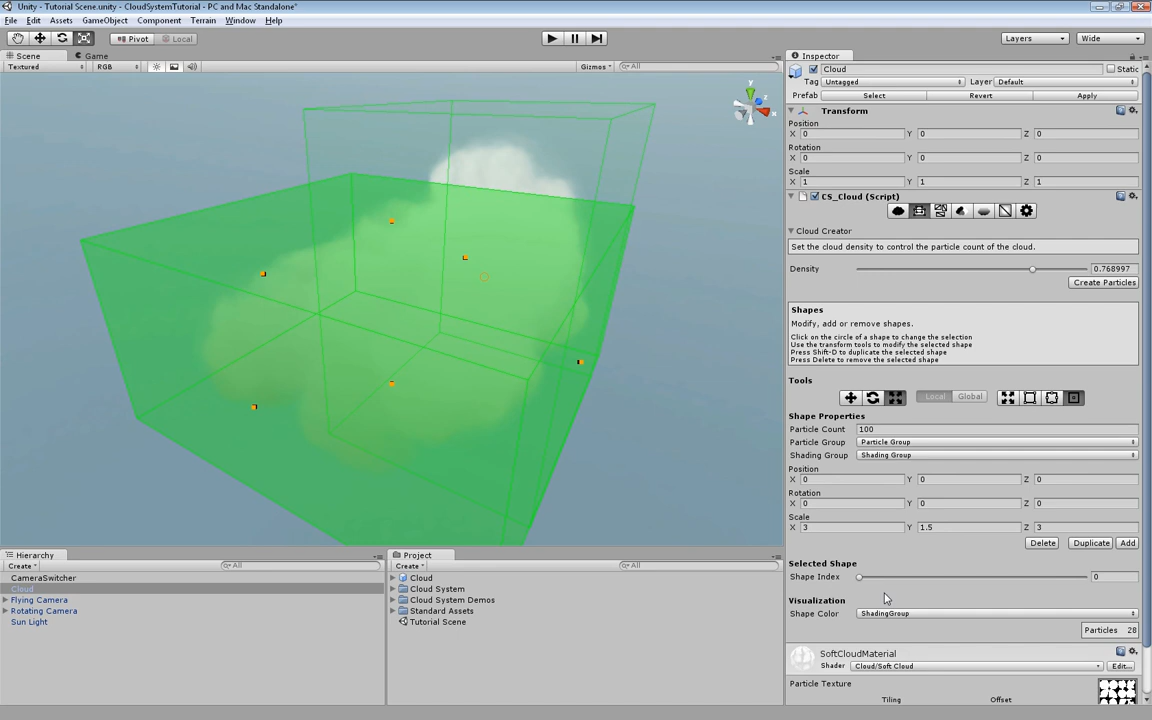 Unity - Tutorial Scene.unity - CloudSystemTutorial - PC and Mac Standalone*
File Edit Assets GameObject Component Terrain Window Help
Pivot Local Layers Wide
Scene Game
Textured RGB Gizmos All
y z x
Inspector
Cloud Static
Tag Untagged Layer Default
Prefab Select Revert Apply
Transform
Position
X 0 Y 0 Z 0
Rotation
X 0 Y 0 Z 0
Scale
X 1 Y 1 Z 1
CS_Cloud (Script)
Cloud Creator
Set the cloud density to control the particle count of the cloud.
Density 0.768997
Create Particles
Shapes
Modify, add or remove shapes.
Click on the circle of a shape to change the selection
Use the transform tools to modify the selected shape
Press Shift-D to duplicate the selected shape
Press Delete to remove the selected shape
Tools
Local Global
Shape Properties
Particle Count 100
Particle Group Particle Group
Shading Group Shading Group
Position
X 0 Y 0 Z 0
Rotation
X 0 Y 0 Z 0
Scale
X 3 Y 1.5 Z 3
Delete Duplicate Add
Selected Shape
Shape Index 0
Visualization
Shape Color ShadingGroup
Particles 28
SoftCloudMaterial
Shader Cloud/Soft Cloud Edit...
Particle Texture
Tiling Offset
Hierarchy
Create All
CameraSwitcher
Cloud
Flying Camera
Rotating Camera
Sun Light
Project
Create All
Cloud
Cloud System
Cloud System Demos
Standard Assets
Tutorial Scene